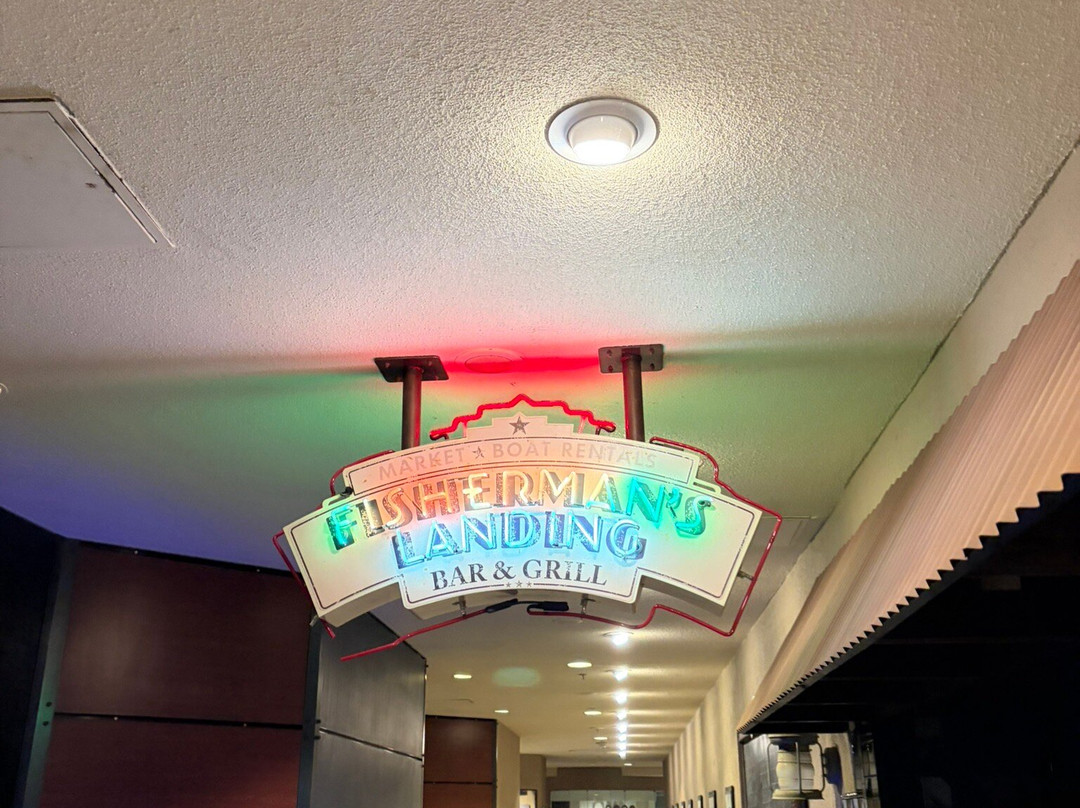 MARKET ★ BOAT RENTALS
FISHERMAN'S
LANDING
BAR & GRILL